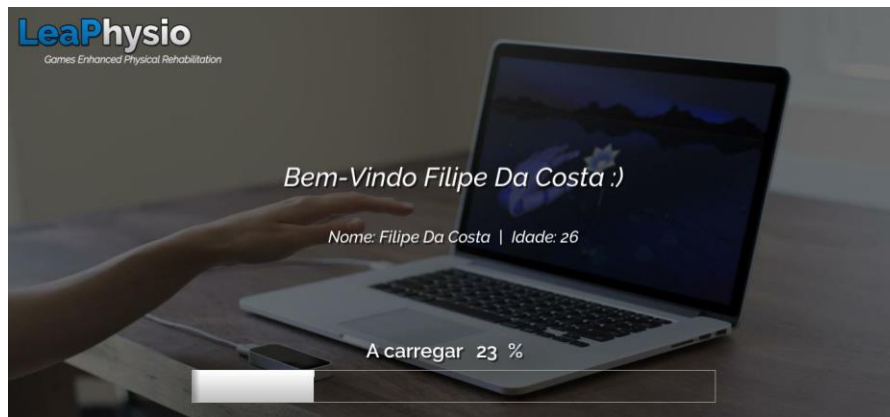 LeaPhysio
Games Enhanced Physical Rehabilitation
Bem-Vindo Filipe Da Costa :)
Nome: Filipe Da Costa | Idade: 26
A carregar 23 %